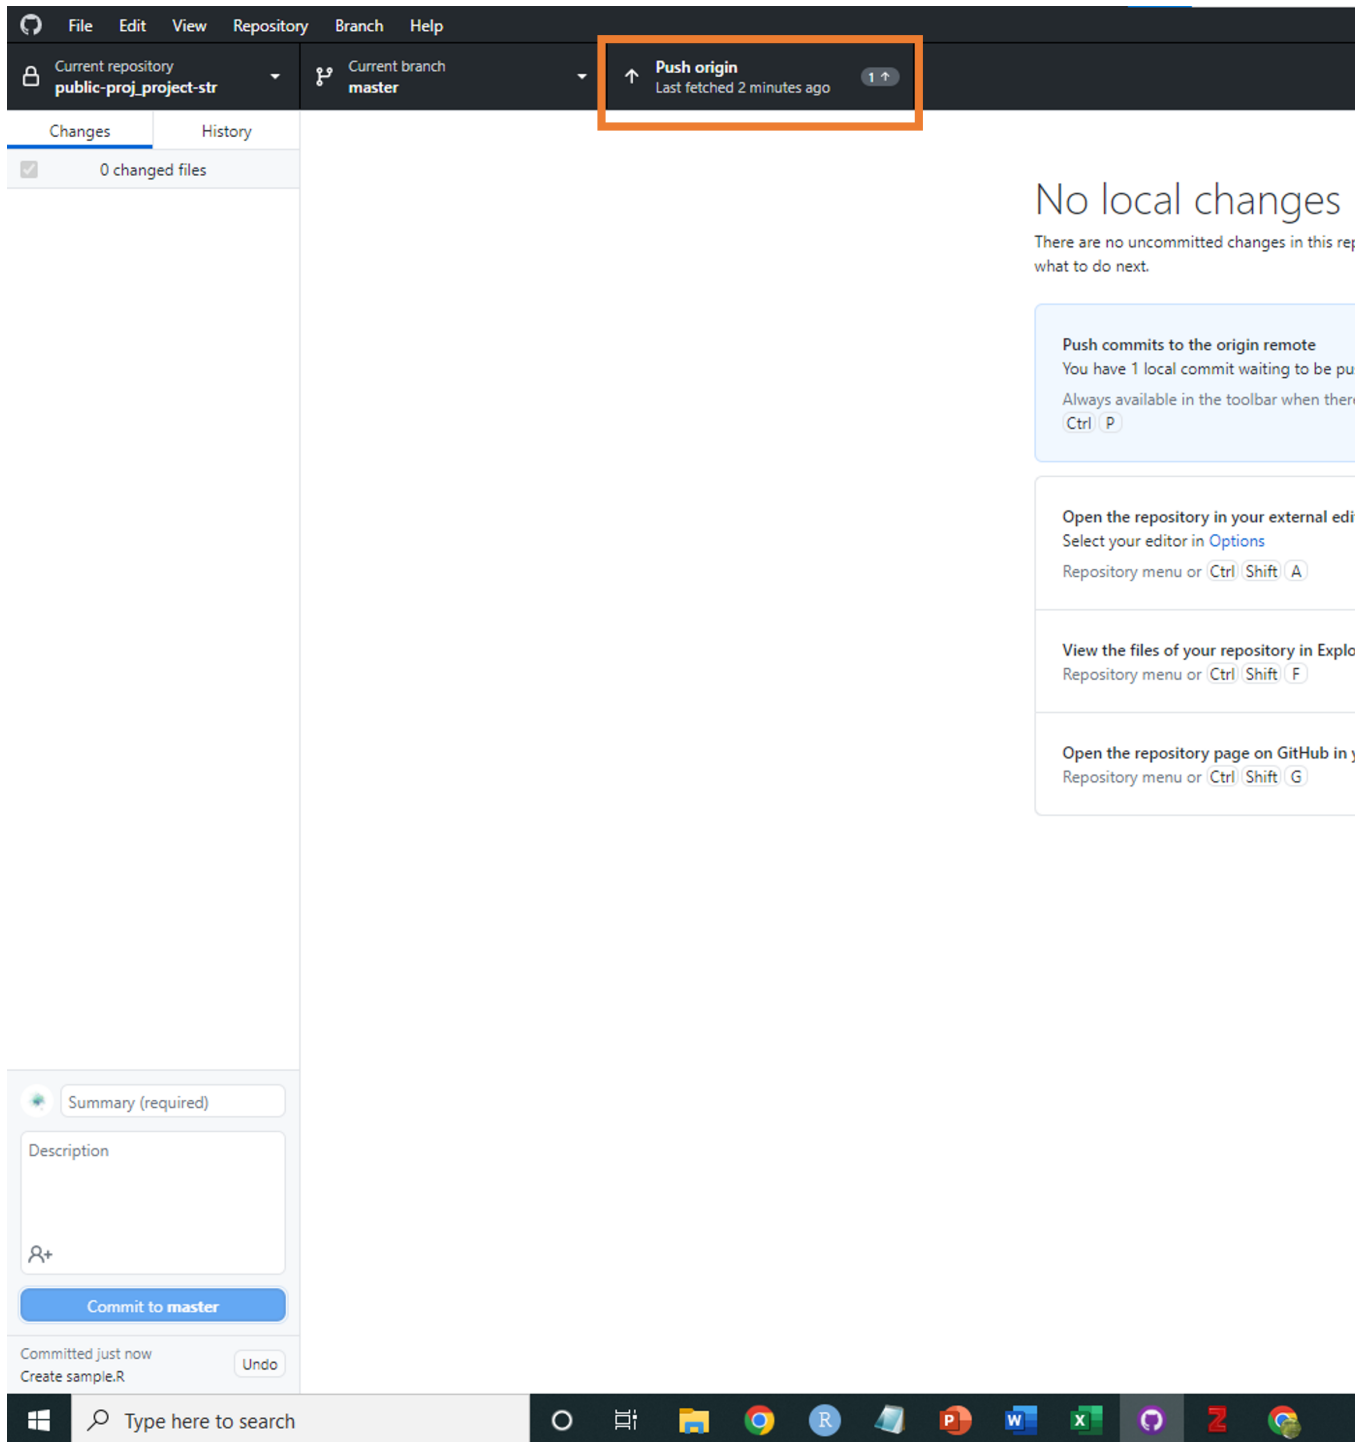 File Edit View Repository Branch Help
Current repository
public-proj_project-str
Current branch
master
Push origin
Last fetched 2 minutes ago
1
Changes History
0 changed files
No local changes
There are no uncommitted changes in this
what to do next.
Push commits to the origin remote
You have 1 local commit waiting to be
Always available in the toolbar when
Ctrl P
Open the repository in your external
Select your editor in Options
Repository menu or Ctrl Shift A
View the files of your repository in
Repository menu or Ctrl Shift F
Open the repository page on GitHub in
Repository menu or Ctrl Shift G
Summary (required)
Description
Commit to master
Committed just now
Create sample.R
Undo
Type here to search
R
P
W
X
Z